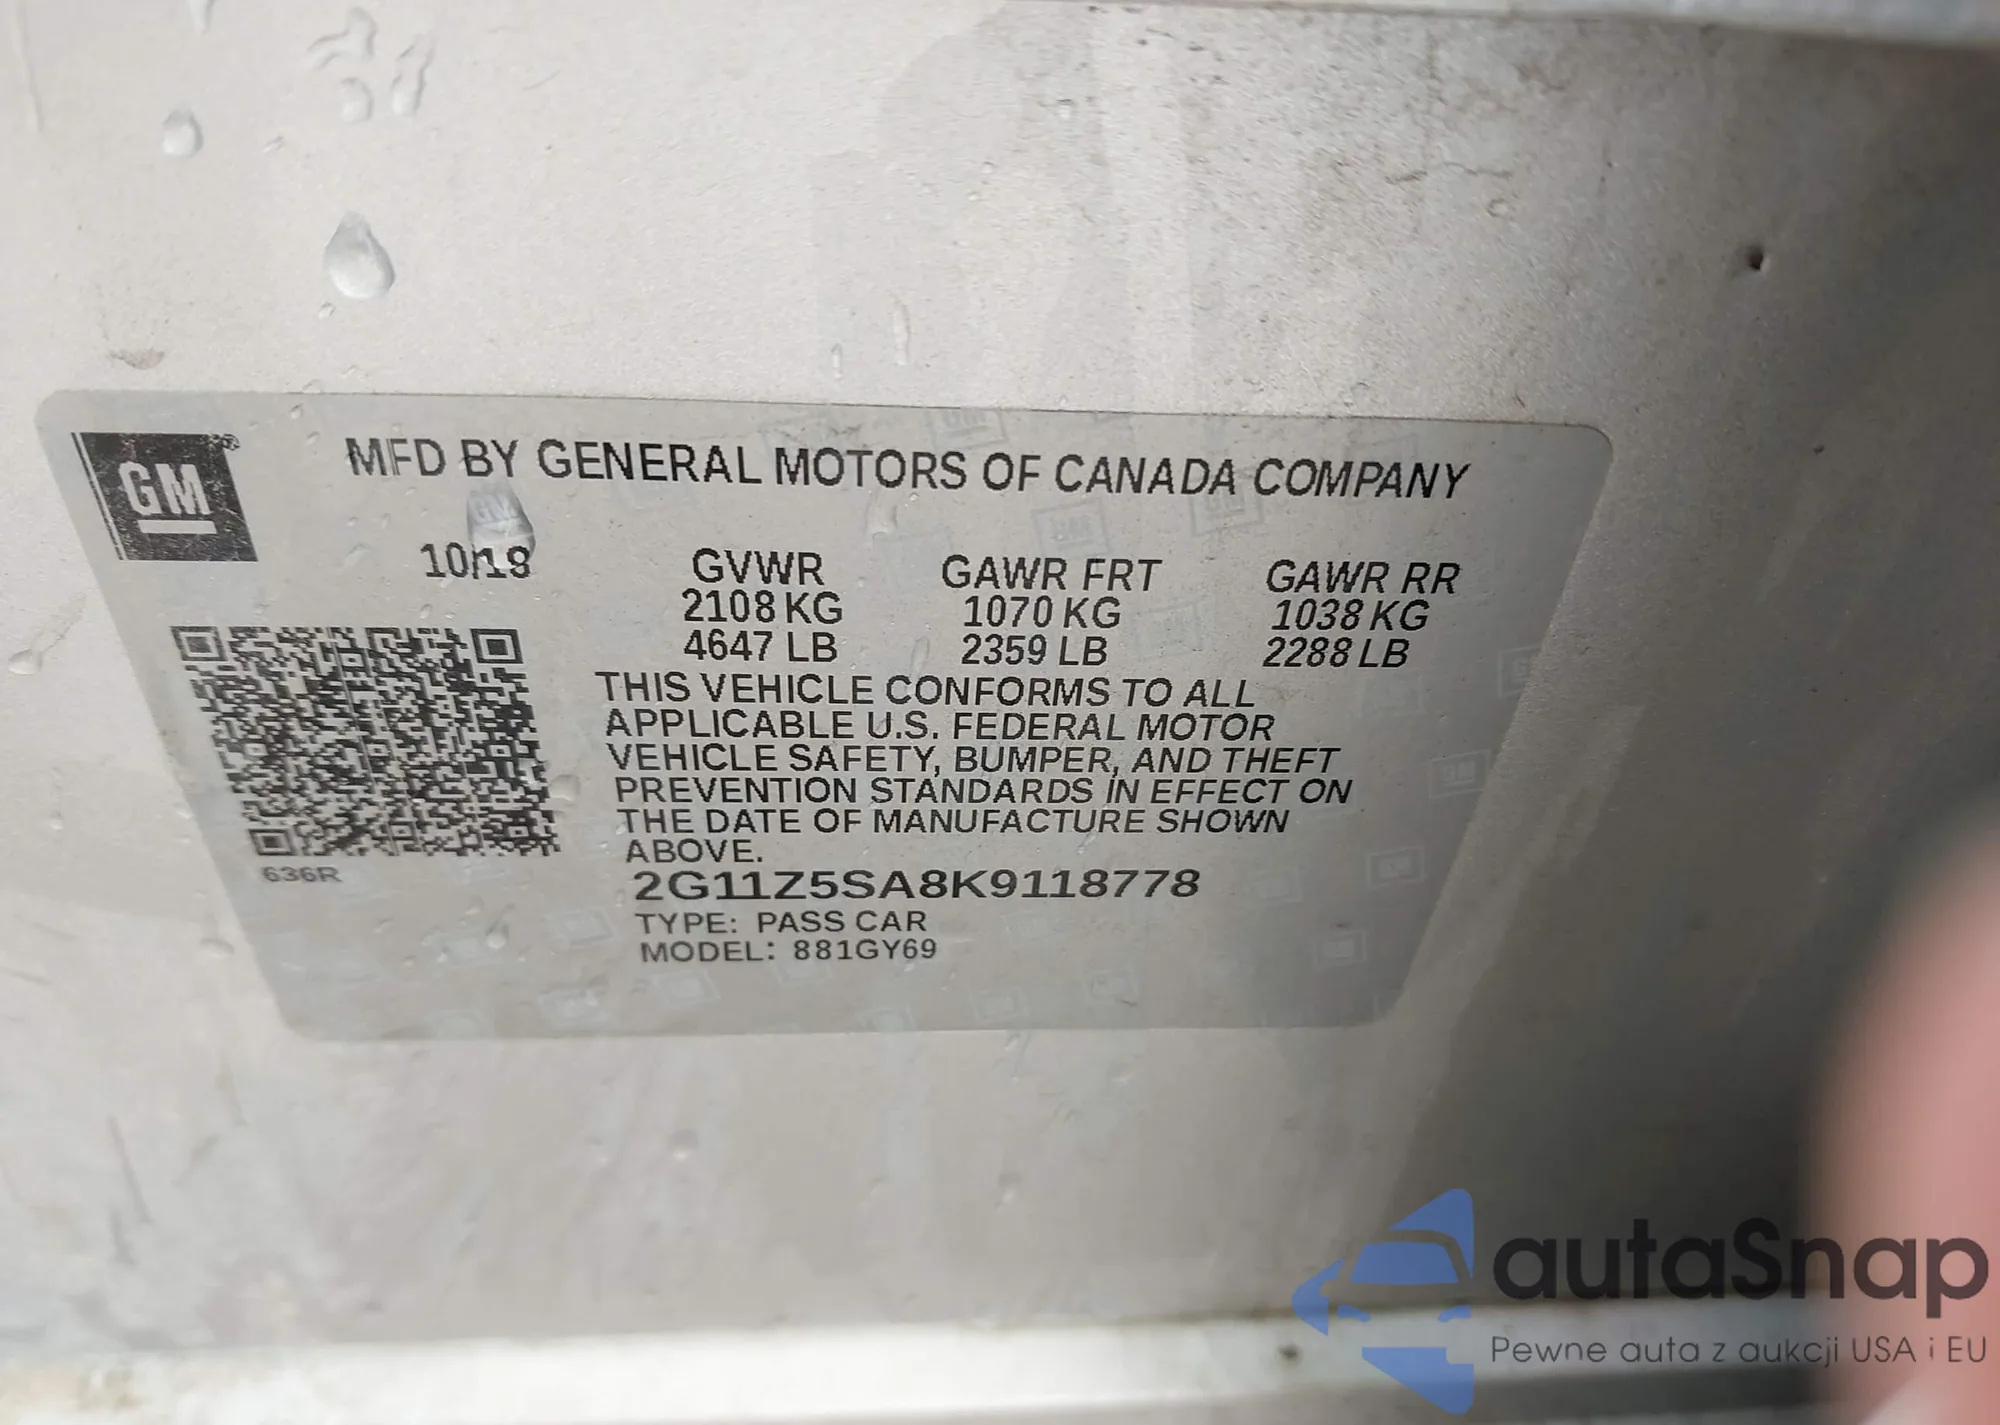 GM
MFD BY GENERAL MOTORS OF CANADA COMPANY
10/18 GVWR GAWR FRT GAWR RR
2108 KG 1070 KG 1038 KG
4647 LB 2359 LB 2288 LB
THIS VEHICLE CONFORMS TO ALL
APPLICABLE U.S. FEDERAL MOTOR
VEHICLE SAFETY, BUMPER, AND THEFT
PREVENTION STANDARDS IN EFFECT ON
THE DATE OF MANUFACTURE SHOWN
ABOVE.
636R
2G11Z5SA8K9118778
TYPE: PASS CAR
MODEL: 881GY69
autaSnap
Pewne auta z aukcji USA i EU